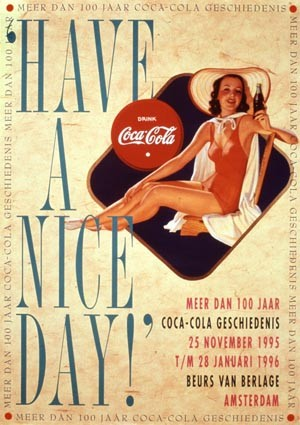 MEER DAN 100 JAAR COCA-COLA GESCHIEDENIS
MEER DAN 100 JAAR COCA-COLA GESCHIEDENIS
MEER DAN 100 JAAR COCA-COLA GESCHIEDENIS
'HAVE
A
NICE
DAY!'
DRINK
Coca-Cola
MEER DAN 100 JAAR
COCA-COLA GESCHIEDENIS
25 NOVEMBER 1995
T/M 28 JANUARI 1996
BEURS VAN BERLAGE
AMSTERDAM
MEER DAN 100 JAAR COCA-COLA GESCHIEDENIS